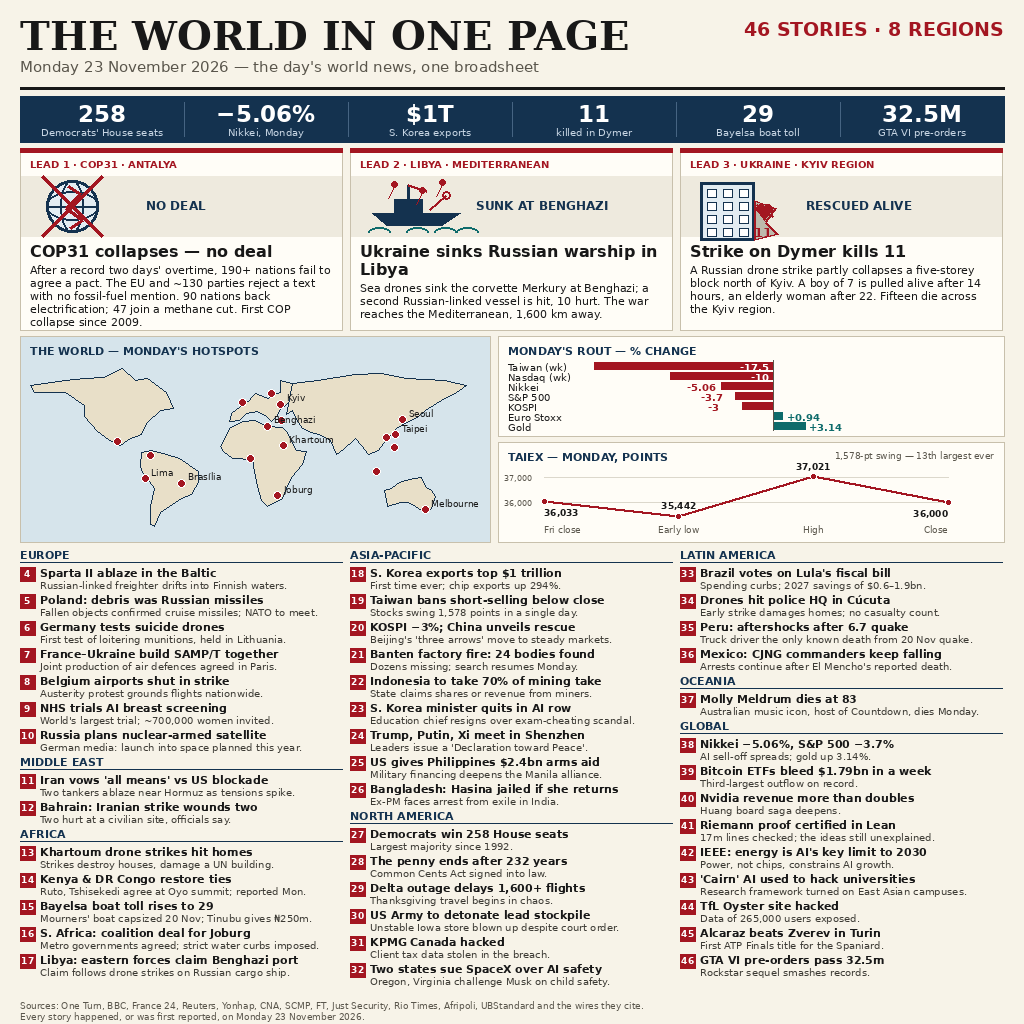 THE WORLD IN ONE PAGE
46 STORIES · 8 REGIONS
Monday 23 November 2026 — the day's world news, one broadsheet
258
Democrats' House seats
−5.06%
Nikkei, Monday
$1T
S. Korea exports
11
killed in Dymer
29
Bayelsa boat toll
32.5M
GTA VI pre-orders
LEAD 1 · COP31 · ANTALYA
NO DEAL
COP31 collapses — no deal
After a record two days' overtime, 190+ nations fail to
agree a pact. The EU and ~130 parties reject a text
with no fossil-fuel mention. 90 nations back
electrification; 47 join a methane cut. First COP
collapse since 2009.
LEAD 2 · LIBYA · MEDITERRANEAN
SUNK AT BENGHAZI
Ukraine sinks Russian warship in
Libya
Sea drones sink the corvette Merkury at Benghazi; a
second Russian-linked vessel is hit, 10 hurt. The war
reaches the Mediterranean, 1,600 km away.
LEAD 3 · UKRAINE · KYIV REGION
11
RESCUED ALIVE
Strike on Dymer kills 11
A Russian drone strike partly collapses a five-storey
block north of Kyiv. A boy of 7 is pulled alive after 14
hours, an elderly woman after 22. Fifteen die across
the Kyiv region.
THE WORLD — MONDAY'S HOTSPOTS
Kyiv
Benghazi
Seoul
Taipei
Khartoum
Lima
Brasília
Joburg
Melbourne
MONDAY'S ROUT — % CHANGE
Taiwan (wk) -17.5
Nasdaq (wk) -10
Nikkei -5.06
S&P 500 -3.7
KOSPI -3
Euro Stoxx +0.94
Gold +3.14
TAIEX — MONDAY, POINTS
1,578-pt swing — 13th largest ever
37,000
36,000
36,033
35,442
37,021
36,000
Fri close
Early low
High
Close
EUROPE
4 Sparta II ablaze in the Baltic
Russian-linked freighter drifts into Finnish waters.
5 Poland: debris was Russian missiles
Fallen objects confirmed cruise missiles; NATO to meet.
6 Germany tests suicide drones
First test of loitering munitions, held in Lithuania.
7 France–Ukraine build SAMP/T together
Joint production of air defences agreed in Paris.
8 Belgium airports shut in strike
Austerity protest grounds flights nationwide.
9 NHS trials AI breast screening
World's largest trial; ~700,000 women invited.
10 Russia plans nuclear-armed satellite
German media: launch into space planned this year.
MIDDLE EAST
11 Iran vows 'all means' vs US blockade
Two tankers ablaze near Hormuz as tensions spike.
12 Bahrain: Iranian strike wounds two
Two hurt at a civilian site, officials say.
AFRICA
13 Khartoum drone strikes hit homes
Strikes destroy houses, damage a UN building.
14 Kenya & DR Congo restore ties
Ruto, Tshisekedi agree at Oyo summit; reported Mon.
15 Bayelsa boat toll rises to 29
Mourners' boat capsized 20 Nov; Tinubu gives ₦250m.
16 S. Africa: coalition deal for Joburg
Metro governments agreed; strict water curbs imposed.
17 Libya: eastern forces claim Benghazi port
Claim follows drone strikes on Russian cargo ship.
ASIA-PACIFIC
18 S. Korea exports top $1 trillion
First time ever; chip exports up 294%.
19 Taiwan bans short-selling below close
Stocks swing 1,578 points in a single day.
20 KOSPI −3%; China unveils rescue
Beijing's 'three arrows' move to steady markets.
21 Banten factory fire: 24 bodies found
Dozens missing; search resumes Monday.
22 Indonesia to take 70% of mining take
State claims shares or revenue from miners.
23 S. Korea minister quits in AI row
Education chief resigns over exam-cheating scandal.
24 Trump, Putin, Xi meet in Shenzhen
Leaders issue a 'Declaration toward Peace'.
25 US gives Philippines $2.4bn arms aid
Military financing deepens the Manila alliance.
26 Bangladesh: Hasina jailed if she returns
Ex-PM faces arrest from exile in India.
NORTH AMERICA
27 Democrats win 258 House seats
Largest majority since 1992.
28 The penny ends after 232 years
Common Cents Act signed into law.
29 Delta outage delays 1,600+ flights
Thanksgiving travel begins in chaos.
30 US Army to detonate lead stockpile
Unstable Iowa store blown up despite court order.
31 KPMG Canada hacked
Client tax data stolen in the breach.
32 Two states sue SpaceX over AI safety
Oregon, Virginia challenge Musk on child safety.
LATIN AMERICA
33 Brazil votes on Lula's fiscal bill
Spending curbs; 2027 savings of $0.6–1.9bn.
34 Drones hit police HQ in Cúcuta
Early strike damages homes; no casualty count.
35 Peru: aftershocks after 6.7 quake
Truck driver the only known death from 20 Nov quake.
36 Mexico: CJNG commanders keep falling
Arrests continue after El Mencho's reported death.
OCEANIA
37 Molly Meldrum dies at 83
Australian music icon, host of Countdown, dies Monday.
GLOBAL
38 Nikkei −5.06%, S&P 500 −3.7%
AI sell-off spreads; gold up 3.14%.
39 Bitcoin ETFs bleed $1.79bn in a week
Third-largest outflow on record.
40 Nvidia revenue more than doubles
Huang board saga deepens.
41 Riemann proof certified in Lean
17m lines checked; the ideas still unexplained.
42 IEEE: energy is AI's key limit to 2030
Power, not chips, constrains AI growth.
43 'Cairn' AI used to hack universities
Research framework turned on East Asian campuses.
44 TfL Oyster site hacked
Data of 265,000 users exposed.
45 Alcaraz beats Zverev in Turin
First ATP Finals title for the Spaniard.
46 GTA VI pre-orders pass 32.5m
Rockstar sequel smashes records.
Sources: One Turn, BBC, France 24, Reuters, Yonhap, CNA, SCMP, FT, Just Security, Rio Times, Afripoli, UBStandard and the wires they cite.
Every story happened, or was first reported, on Monday 23 November 2026.